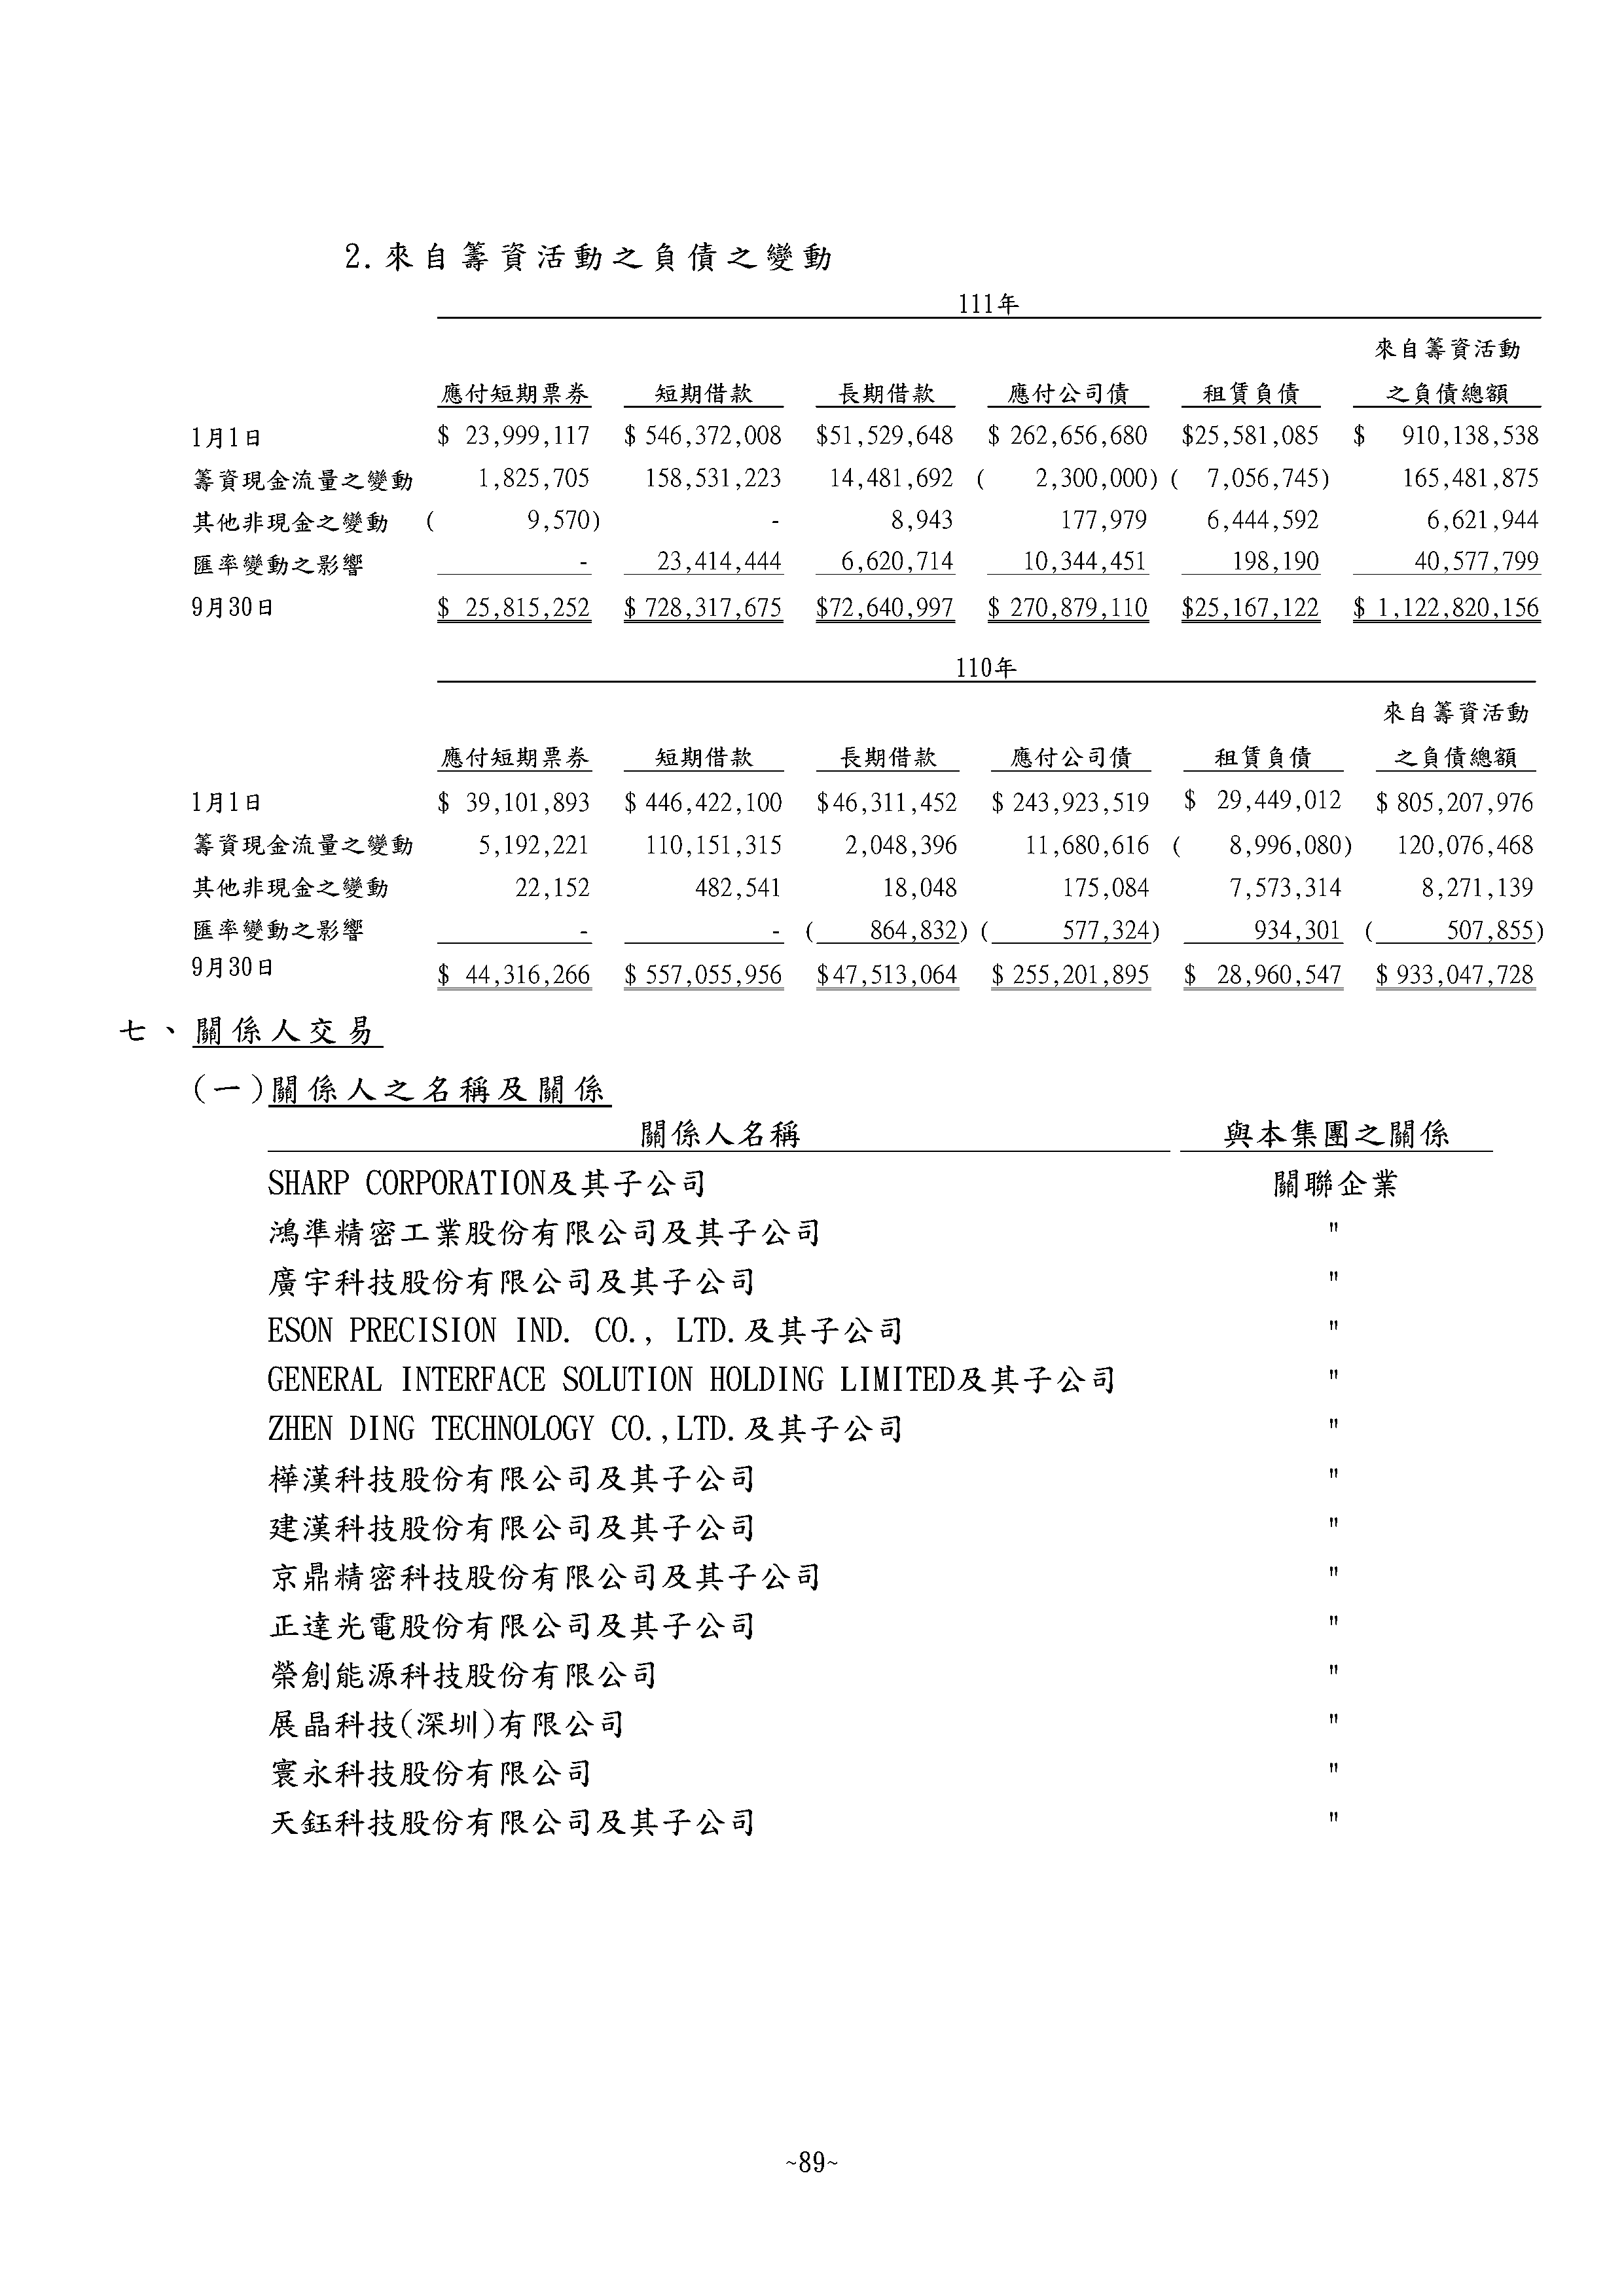 2.來自籌資活動之負債之變動
111年
來自籌資活動
應付短期票券 短期借款 長期借款 應付公司債 租賃負債 之負債總額
1月1日 $ 23,999,117 $ 546,372,008 $51,529,648 $ 262,656,680 $25,581,085 $ 910,138,538
籌資現金流量之變動 1,825,705 158,531,223 14,481,692 ( 2,300,000) ( 7,056,745) 165,481,875
其他非現金之變動 ( 9,570) - 8,943 177,979 6,444,592 6,621,944
匯率變動之影響 - 23,414,444 6,620,714 10,344,451 198,190 40,577,799
9月30日 $ 25,815,252 $ 728,317,675 $72,640,997 $ 270,879,110 $25,167,122 $ 1,122,820,156
110年
來自籌資活動
應付短期票券 短期借款 長期借款 應付公司債 租賃負債 之負債總額
1月1日 $ 39,101,893 $ 446,422,100 $46,311,452 $ 243,923,519 $ 29,449,012 $ 805,207,976
籌資現金流量之變動 5,192,221 110,151,315 2,048,396 11,680,616 ( 8,996,080) 120,076,468
其他非現金之變動 22,152 482,541 18,048 175,084 7,573,314 8,271,139
匯率變動之影響 - - ( 864,832) ( 577,324) 934,301 ( 507,855)
9月30日 $ 44,316,266 $ 557,055,956 $47,513,064 $ 255,201,895 $ 28,960,547 $ 933,047,728
七、關係人交易
(一)關係人之名稱及關係
關係人名稱 與本集團之關係
SHARP CORPORATION及其子公司 關聯企業
鴻準精密工業股份有限公司及其子公司 "
廣宇科技股份有限公司及其子公司 "
ESON PRECISION IND. CO., LTD.及其子公司 "
GENERAL INTERFACE SOLUTION HOLDING LIMITED及其子公司 "
ZHEN DING TECHNOLOGY CO.,LTD.及其子公司 "
樺漢科技股份有限公司及其子公司 "
建漢科技股份有限公司及其子公司 "
京鼎精密科技股份有限公司及其子公司 "
正達光電股份有限公司及其子公司 "
榮創能源科技股份有限公司 "
展晶科技(深圳)有限公司 "
寰永科技股份有限公司 "
天鈺科技股份有限公司及其子公司 "
~89~